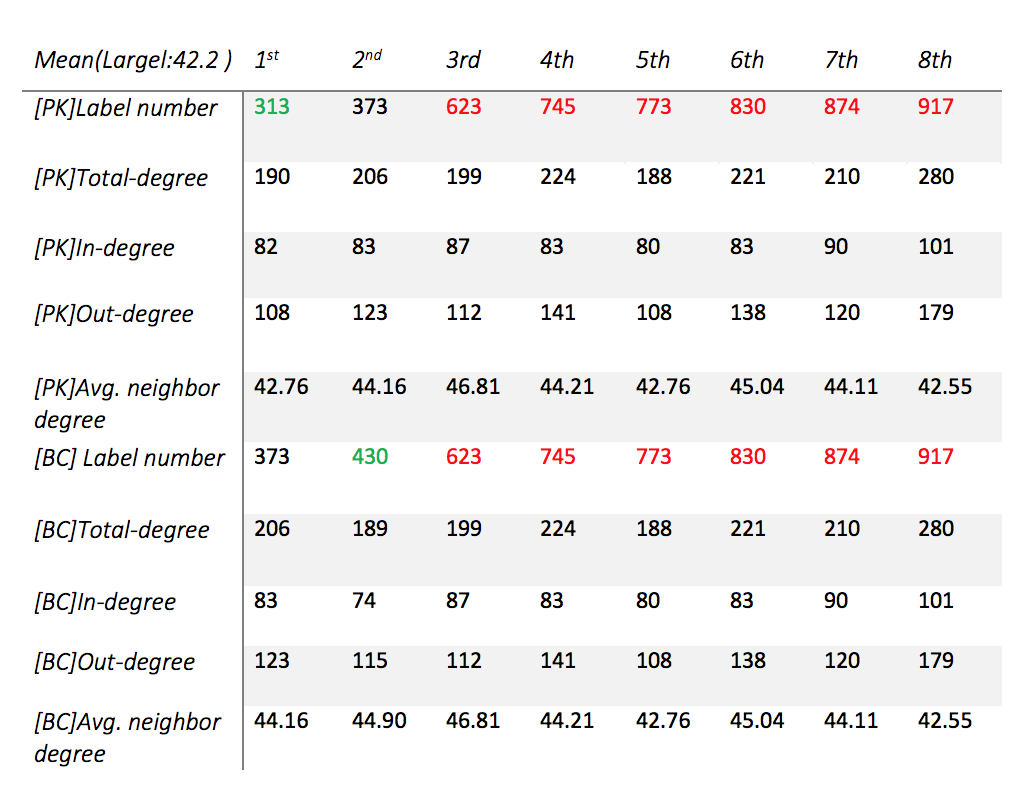 Mean(Largel:42.2 ) 1st 2nd 3rd 4th 5th 6th 7th 8th
[PK]Label number 313 373 623 745 773 830 874 917
[PK]Total-degree 190 206 199 224 188 221 210 280
[PK]In-degree 82 83 87 83 80 83 90 101
[PK]Out-degree 108 123 112 141 108 138 120 179
[PK]Avg. neighbor 42.76 44.16 46.81 44.21 42.76 45.04 44.11 42.55
degree
[BC] Label number 373 430 623 745 773 830 874 917
[BC]Total-degree 206 189 199 224 188 221 210 280
[BC]In-degree 83 74 87 83 80 83 90 101
[BC]Out-degree 123 115 112 141 108 138 120 179
[BC]Avg. neighbor 44.16 44.90 46.81 44.21 42.76 45.04 44.11 42.55
degree